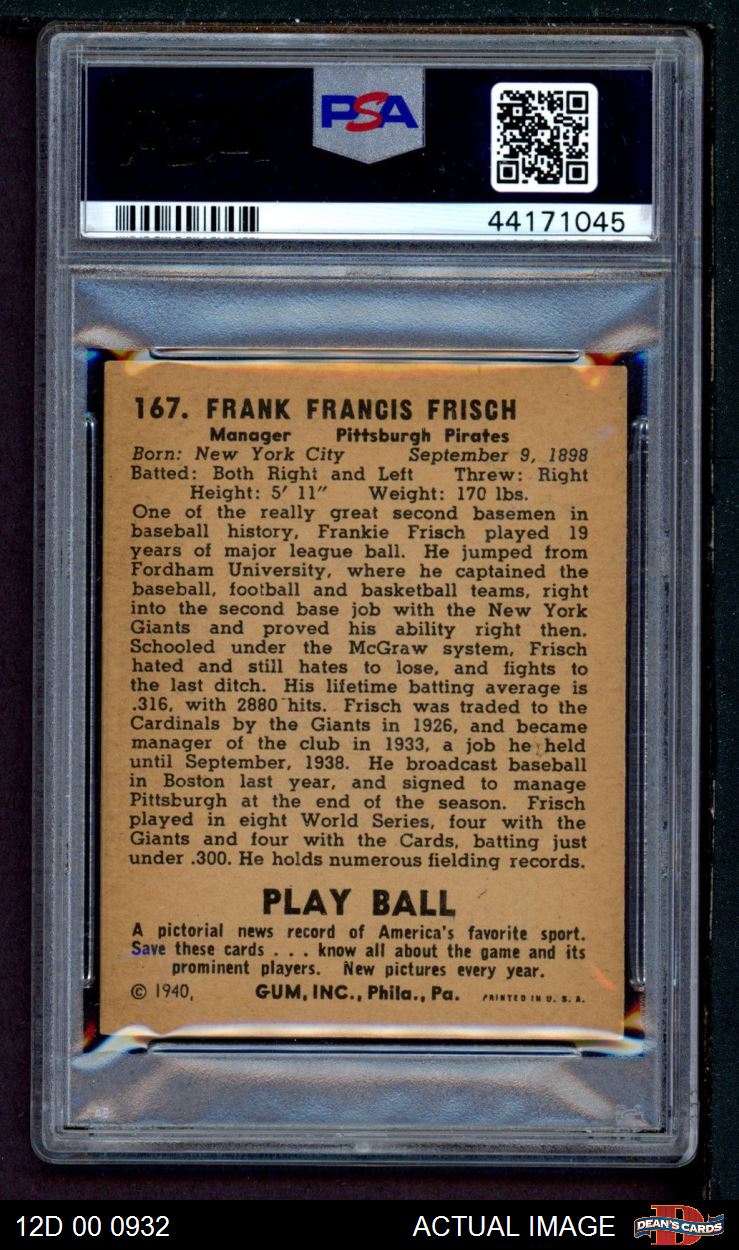 PSA
44171045
167. FRANK FRANCIS FRISCH
Manager Pittsburgh Pirates
Born: New York City September 9, 1898
Batted: Both Right and Left Threw: Right
Height: 5′ 11″ Weight: 170 lbs.
One of the really great second basemen in
baseball history, Frankie Frisch played 19
years of major league ball. He jumped from
Fordham University, where he captained the
baseball, football and basketball teams, right
into the second base job with the New York
Giants and proved his ability right then.
Schooled under the McGraw system, Frisch
hated and still hates to lose, and fights to
the last ditch. His lifetime batting average is
.316, with 2880 hits. Frisch was traded to the
Cardinals by the Giants in 1926, and became
manager of the club in 1933, a job he held
until September, 1938. He broadcast baseball
in Boston last year, and signed to manage
Pittsburgh at the end of the season. Frisch
played in eight World Series, four with the
Giants and four with the Cards, batting just
under .300. He holds numerous fielding records.
PLAY BALL
A pictorial news record of America's favorite sport.
Save these cards . . . know all about the game and its
prominent players. New pictures every year.
© 1940, GUM, INC., Phila., Pa. PRINTED IN U. S. A.
12D 00 0932 ACTUAL IMAGE DEAN'S CARDS